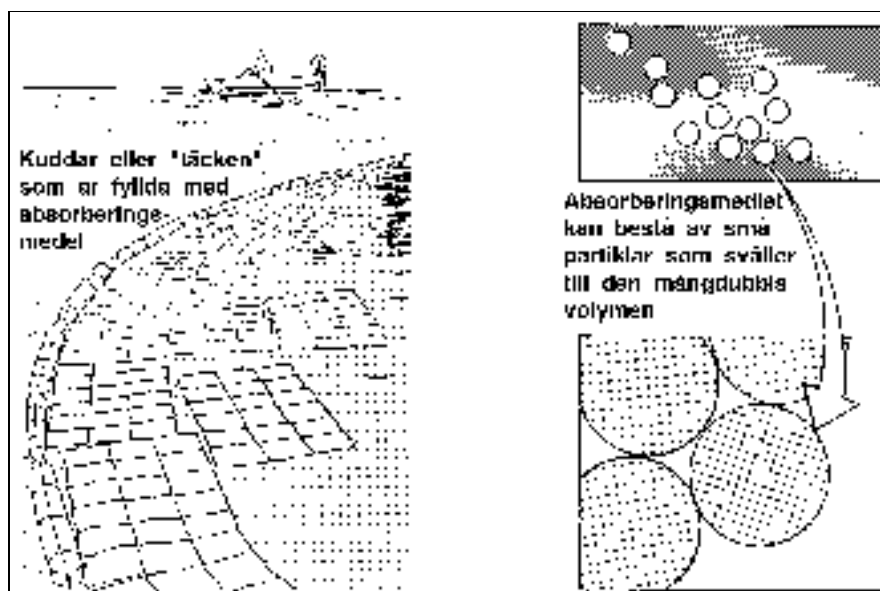 Kuddar eller "täcken"
som är fyllda med
absorberings-
medel
Absorberingsmedlet
kan bestå av små
partiklar som sväller
till den mångdubbla
volymen